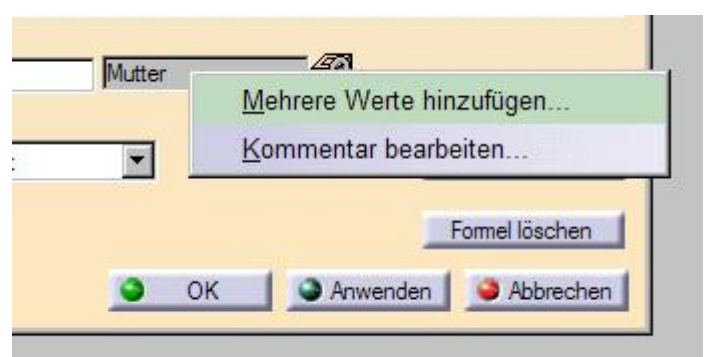 Mutter
Mehrere Werte hinzufügen...
Kommentar bearbeiten...
Formel löschen
OK Anwenden Abbrechen